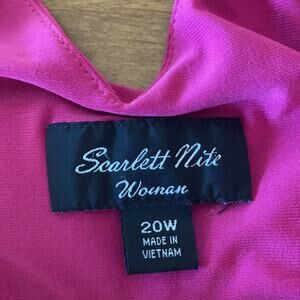 Scarlett Nite
Woman
20W
MADE IN
VIETNAM